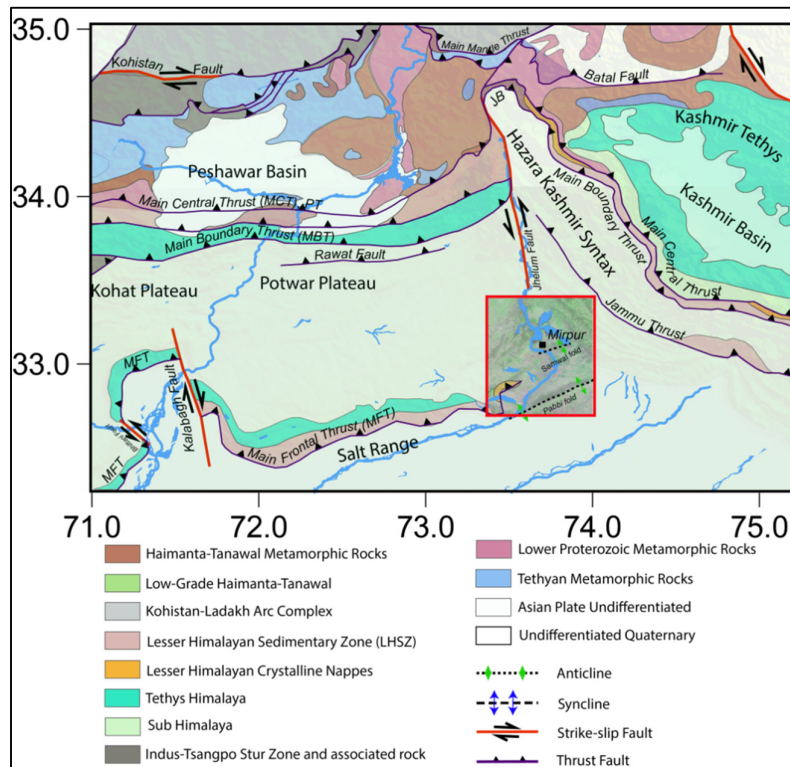 35.0
34.0
33.0
71.0
72.0
73.0
74.0
75.0
Kohistan
Fault
Main Mantle Thrust
Batal Fault
JB
Kashmir Tethys
Peshawar Basin
Hazara Kashmir Syntax
Main Boundary Thrust
Kashmir
Basin
Main Central Thrust (MCT)
PT
Main Central Thrust
Main Boundary Thrust (MBT)
Rawat Fault
Jhelum Fault
Kohat Plateau
Potwar Plateau
Jammu Thrust
Mirpur
Samwal fold
MFT
Kalabagh Fault
Pabbi fold
Main Frontal Thrust (MFT)
Salt Range
MFT
Haimanta-Tanawal Metamorphic Rocks
Low-Grade Haimanta-Tanawal
Kohistan-Ladakh Arc Complex
Lesser Himalayan Sedimentary Zone (LHSZ)
Lesser Himalayan Crystalline Nappes
Tethys Himalaya
Sub Himalaya
Indus-Tsangpo Stur Zone and associated rock
Lower Proterozoic Metamorphic Rocks
Tethyan Metamorphic Rocks
Asian Plate Undifferentiated
Undifferentiated Quaternary
Anticline
Syncline
Strike-slip Fault
Thrust Fault